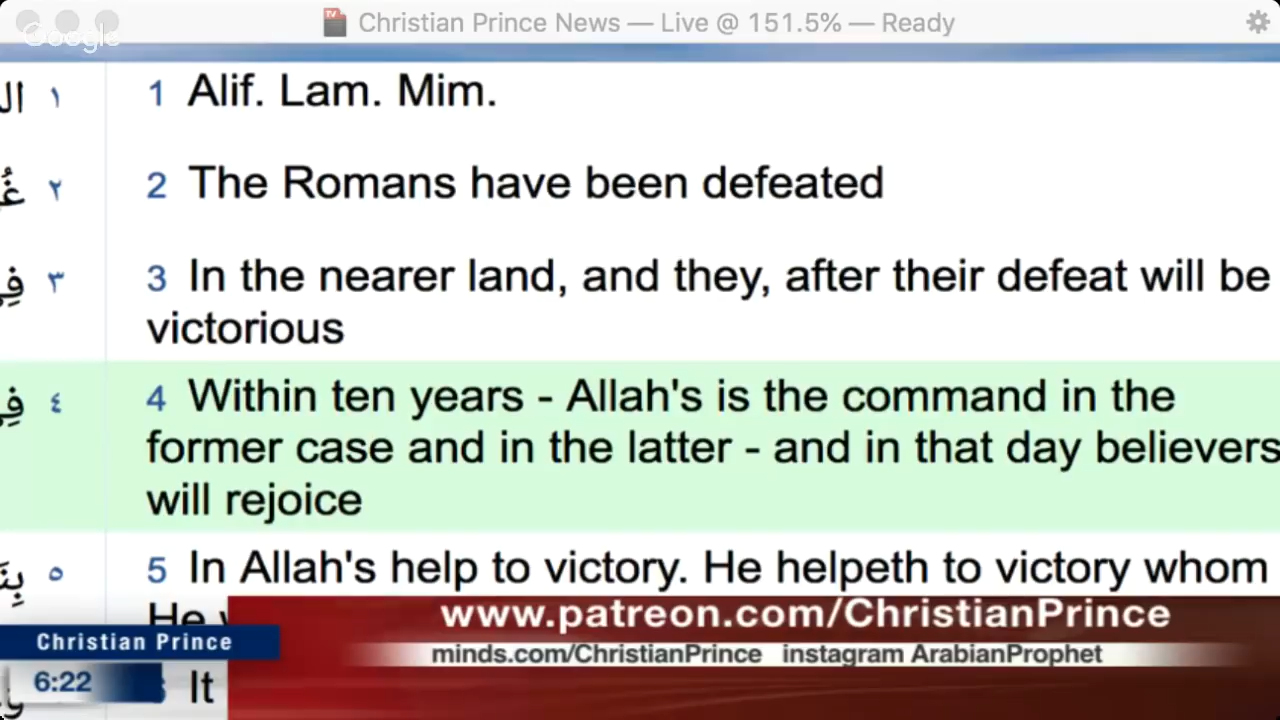 Christian Prince News — Live @ 151.5% — Ready
Google
١
1 Alif. Lam. Mim.
٢
2 The Romans have been defeated
٣
3 In the nearer land, and they, after their defeat will be
victorious
٤
4 Within ten years - Allah's is the command in the
former case and in the latter - and in that day believers
will rejoice
٥
5 In Allah's help to victory. He helpeth to victory whom
He
It
www.patreon.com/ChristianPrince
Christian Prince
minds.com/ChristianPrince instagram ArabianProphet
6:22